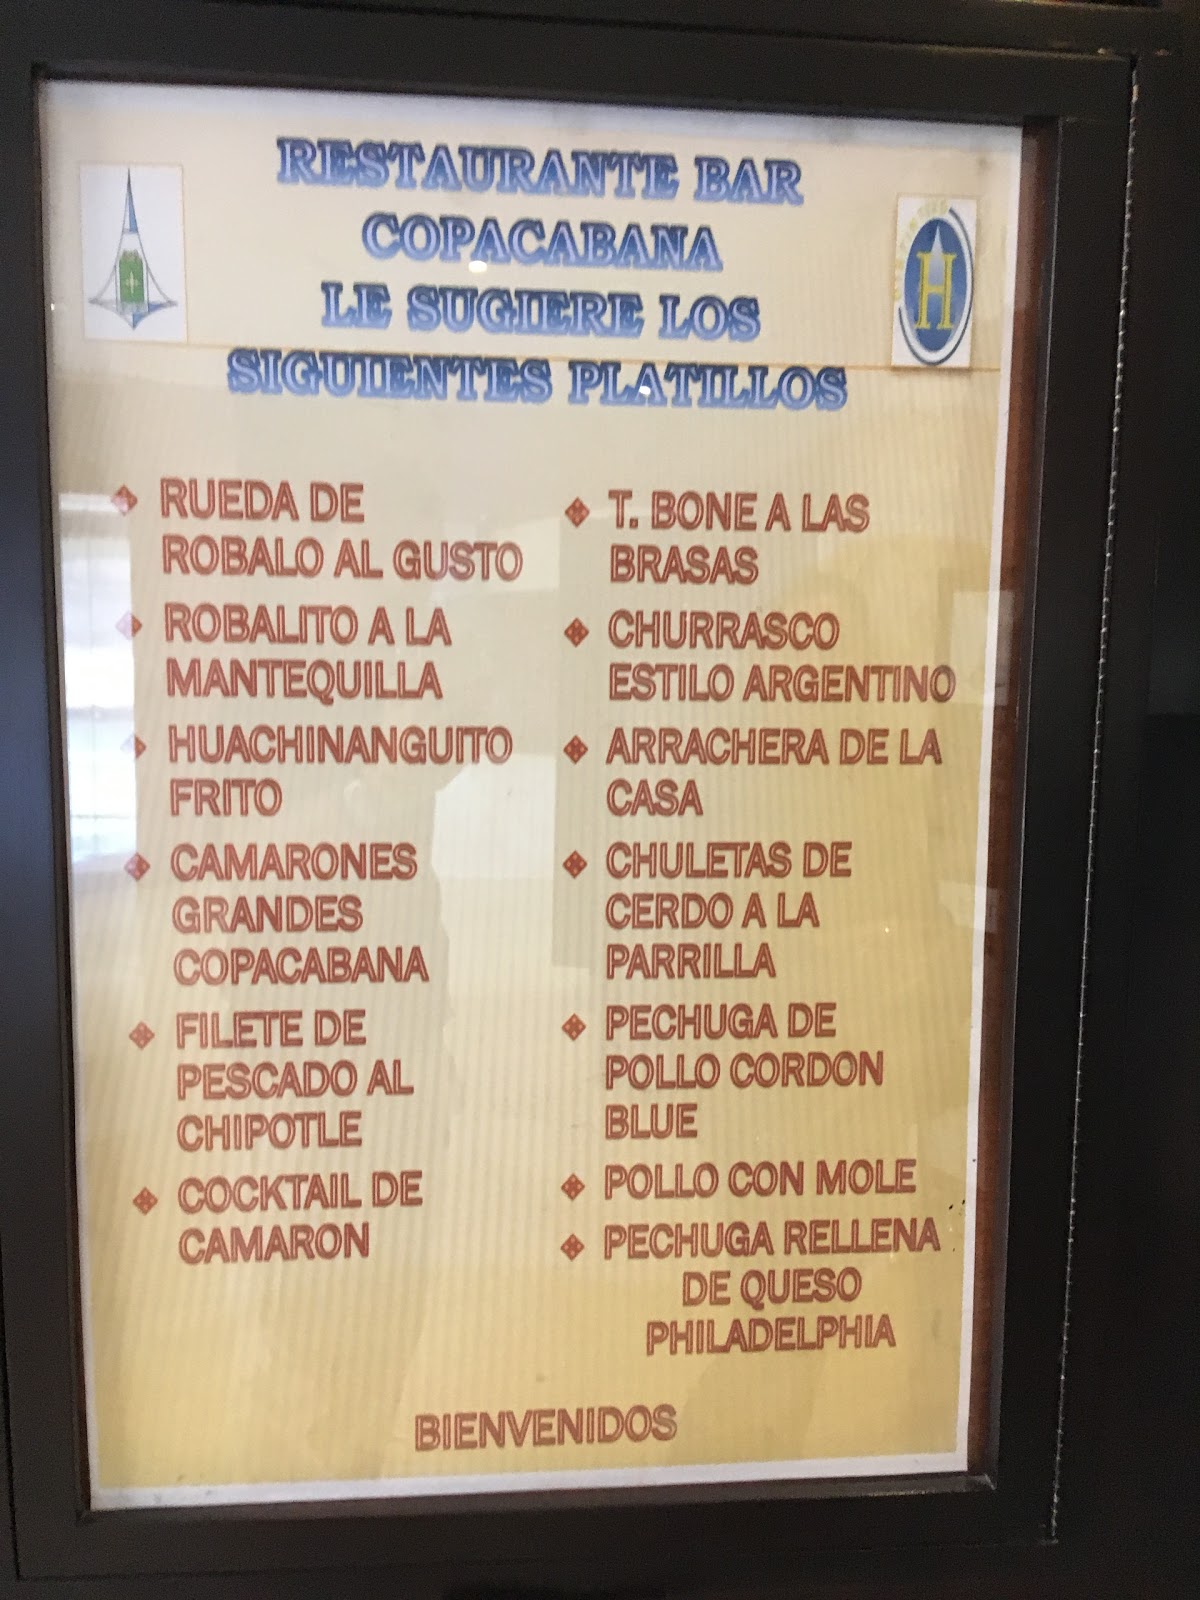 RESTAURANTE BAR
COPACABANA
LE SUGIERE LOS
SIGUIENTES PLATILLOS
H
RUEDA DE
ROBALO AL GUSTO
ROBALITO A LA
MANTEQUILLA
HUACHINANGUITO
FRITO
CAMARONES
GRANDES
COPACABANA
FILETE DE
PESCADO AL
CHIPOTLE
COCKTAIL DE
CAMARON
T. BONE A LAS
BRASAS
CHURRASCO
ESTILO ARGENTINO
ARRACHERA DE LA
CASA
CHULETAS DE
CERDO A LA
PARRILLA
PECHUGA DE
POLLO CORDON
BLUE
POLLO CON MOLE
PECHUGA RELLENA
DE QUESO
PHILADELPHIA
BIENVENIDOS